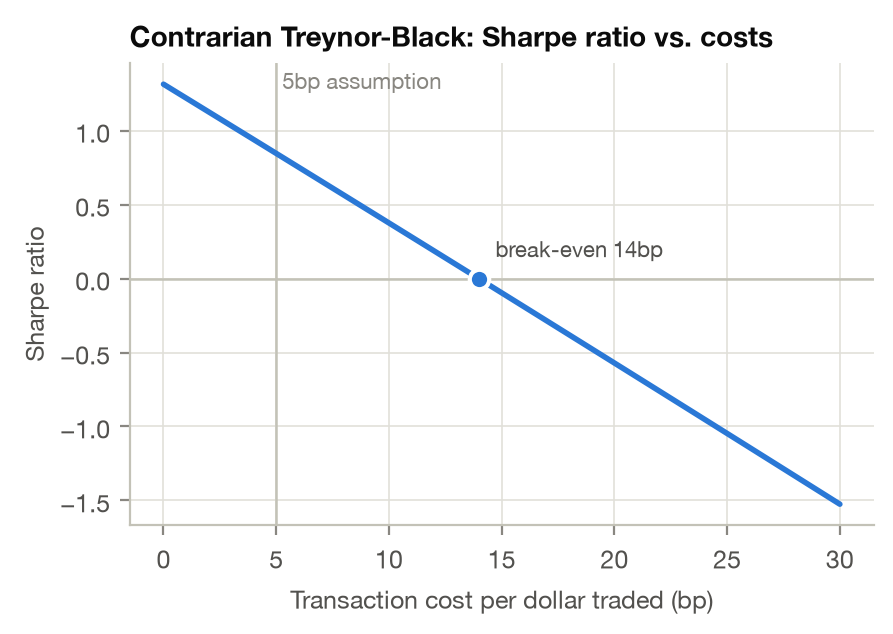 Contrarian Treynor-Black: Sharpe ratio vs. costs
5bp assumption
break-even 14bp
Sharpe ratio
1.0
0.5
0.0
−0.5
−1.0
−1.5
0 5 10 15 20 25 30
Transaction cost per dollar traded (bp)